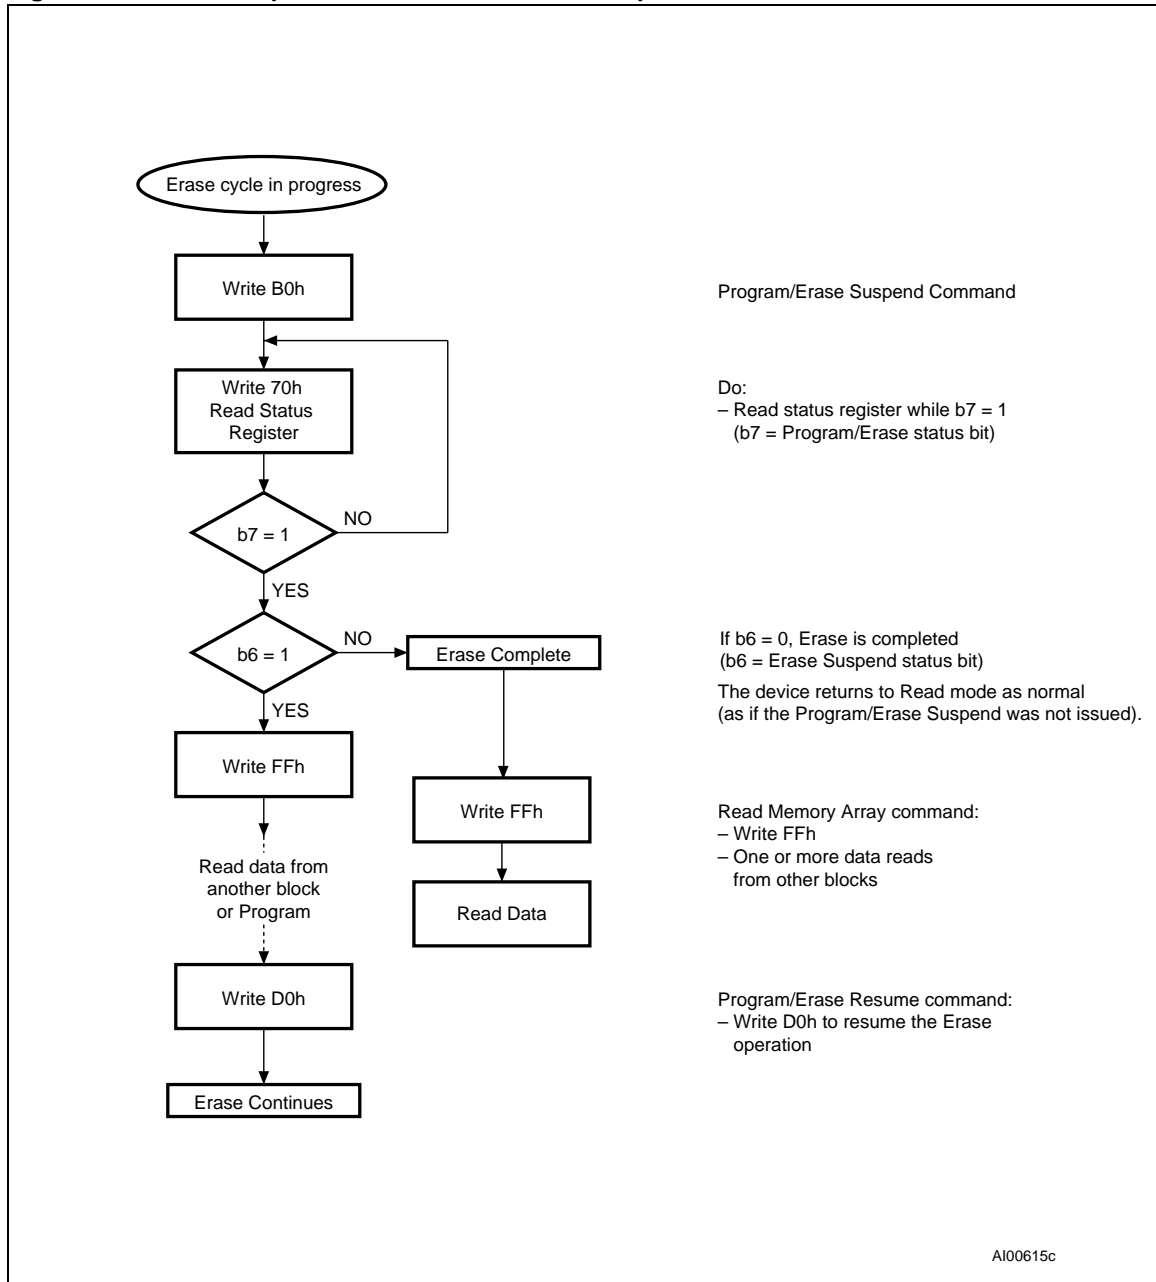 Erase cycle in progress
Write B0h
Program/Erase Suspend Command
Write 70h
Read Status
Register
Do:
– Read status register while b7 = 1
(b7 = Program/Erase status bit)
b7 = 1
NO
YES
b6 = 1
NO
Erase Complete
If b6 = 0, Erase is completed
(b6 = Erase Suspend status bit)
The device returns to Read mode as normal
(as if the Program/Erase Suspend was not issued).
YES
Write FFh
Write FFh
Read Memory Array command:
– Write FFh
– One or more data reads
from other blocks
Read data from
another block
or Program
Read Data
Write D0h
Program/Erase Resume command:
– Write D0h to resume the Erase
operation
Erase Continues
AI00615c